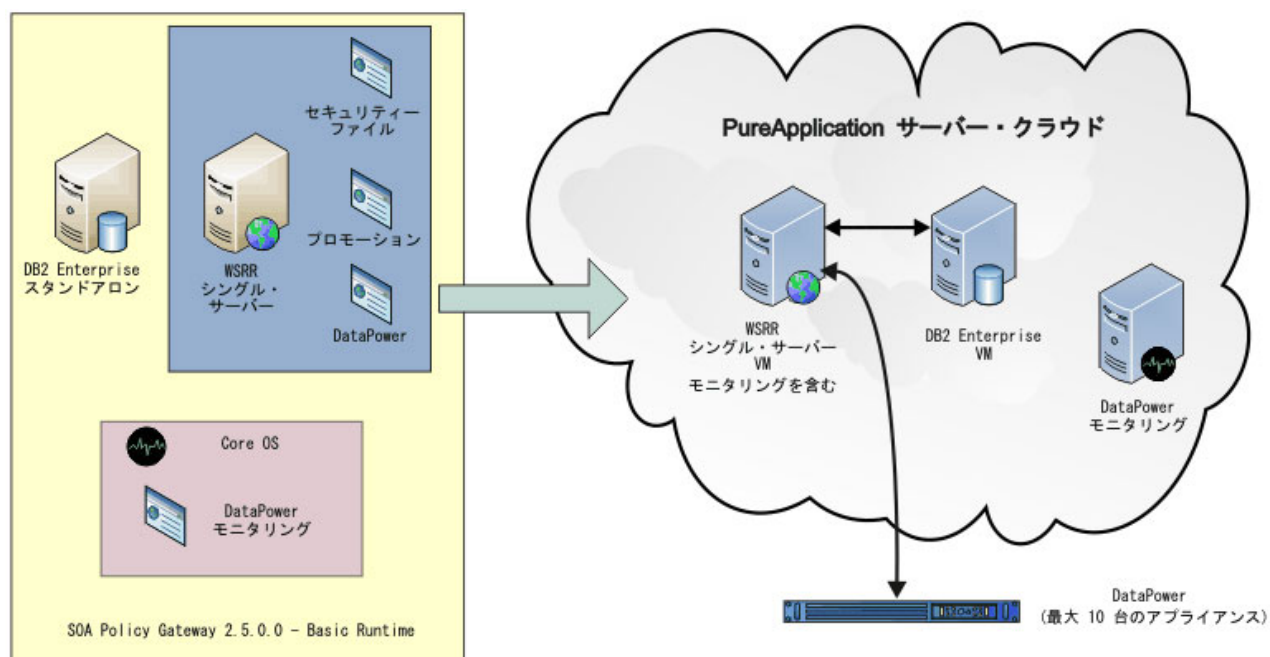 セキュリティー
ファイル
プロモーション
DataPower
DB2 Enterprise
スタンドアロン
WSRR
シングル・
サーバー
Core OS
DataPower
モニタリング
SOA Policy Gateway 2.5.0.0 - Basic Runtime
PureApplication サーバー・クラウド
WSRR
シングル・サーバー
VM
モニタリングを含む
DB2 Enterprise
VM
DataPower
モニタリング
DataPower
(最大 10 台のアプライアンス)